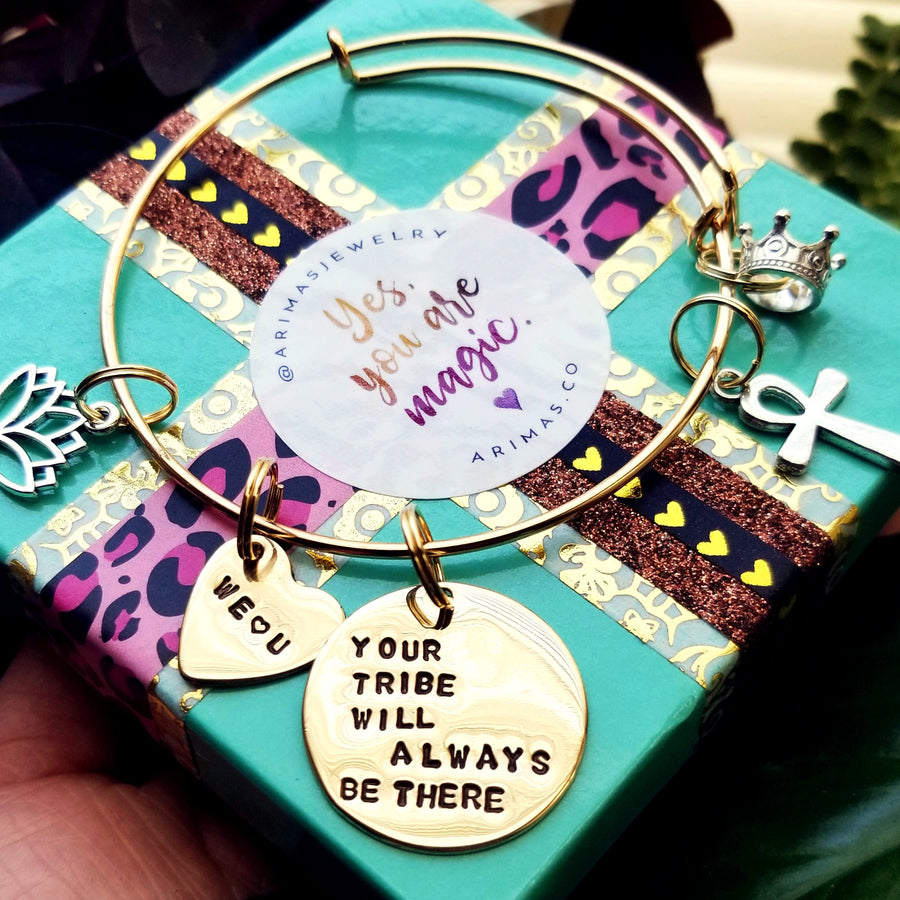 @ARIMASJEWELRY
Yes.
you are
magic.
ARIMAS.CO
WE♡U
YOUR
TRIBE
WILL
ALWAYS
BE THERE